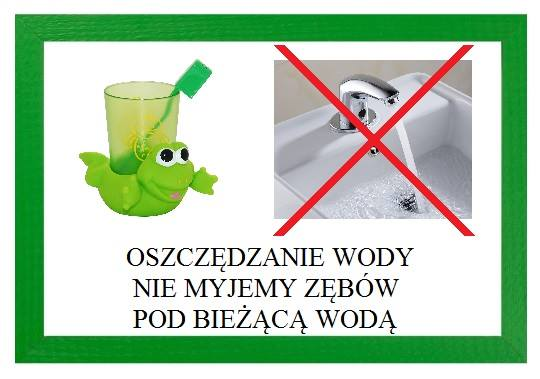 OSZCZĘDZANIE WODY
NIE MYJEMY ZĘBÓW
POD BIEŻĄCĄ WODĄ